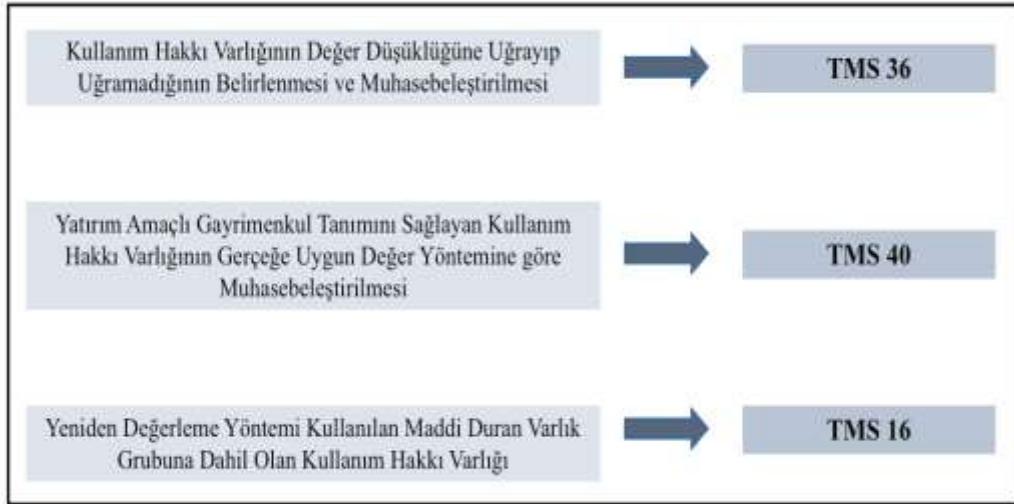 Kullanım Hakkı Varlığının Değer Düşüklüğüne Uğrayıp
Uğramadığının Belirlenmesi ve Muhasebeleştirilmesi
TMS 36
Yatırım Amaçlı Gayrimenkul Tanımını Sağlayan Kullanım
Hakkı Varlığının Gerçeğe Uygun Değer Yöntemine göre
Muhasebeleştirilmesi
TMS 40
Yeniden Değerleme Yöntemi Kullanılan Maddi Duran Varlık
Grubuna Dahil Olan Kullanım Hakkı Varlığı
TMS 16